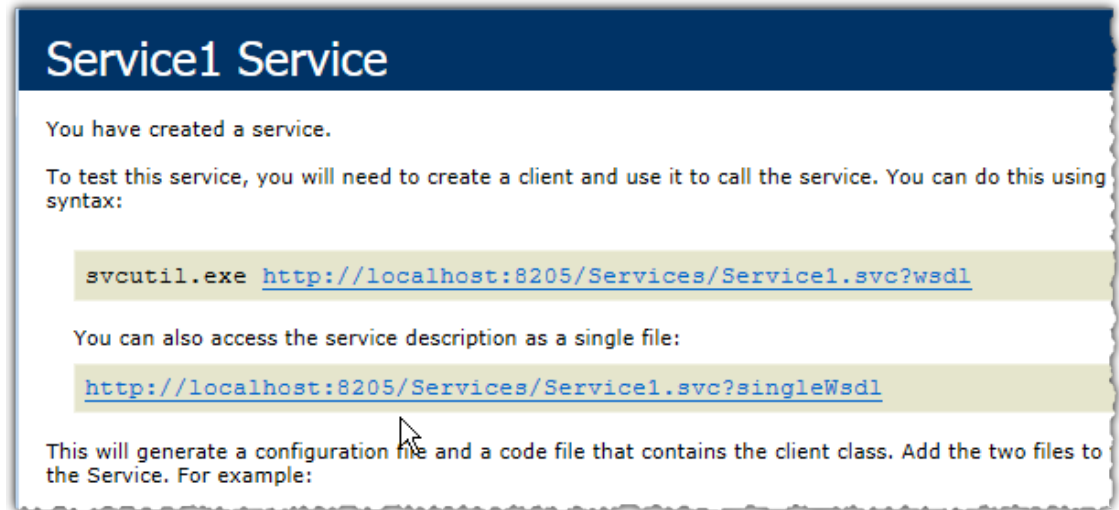 Service1 Service
You have created a service.
To test this service, you will need to create a client and use it to call the service. You can do this using
syntax:
svcutil.exe http://localhost:8205/Services/Service1.svc?wsdl
You can also access the service description as a single file:
http://localhost:8205/Services/Service1.svc?singleWsdl
This will generate a configuration file and a code file that contains the client class. Add the two files to
the Service. For example: